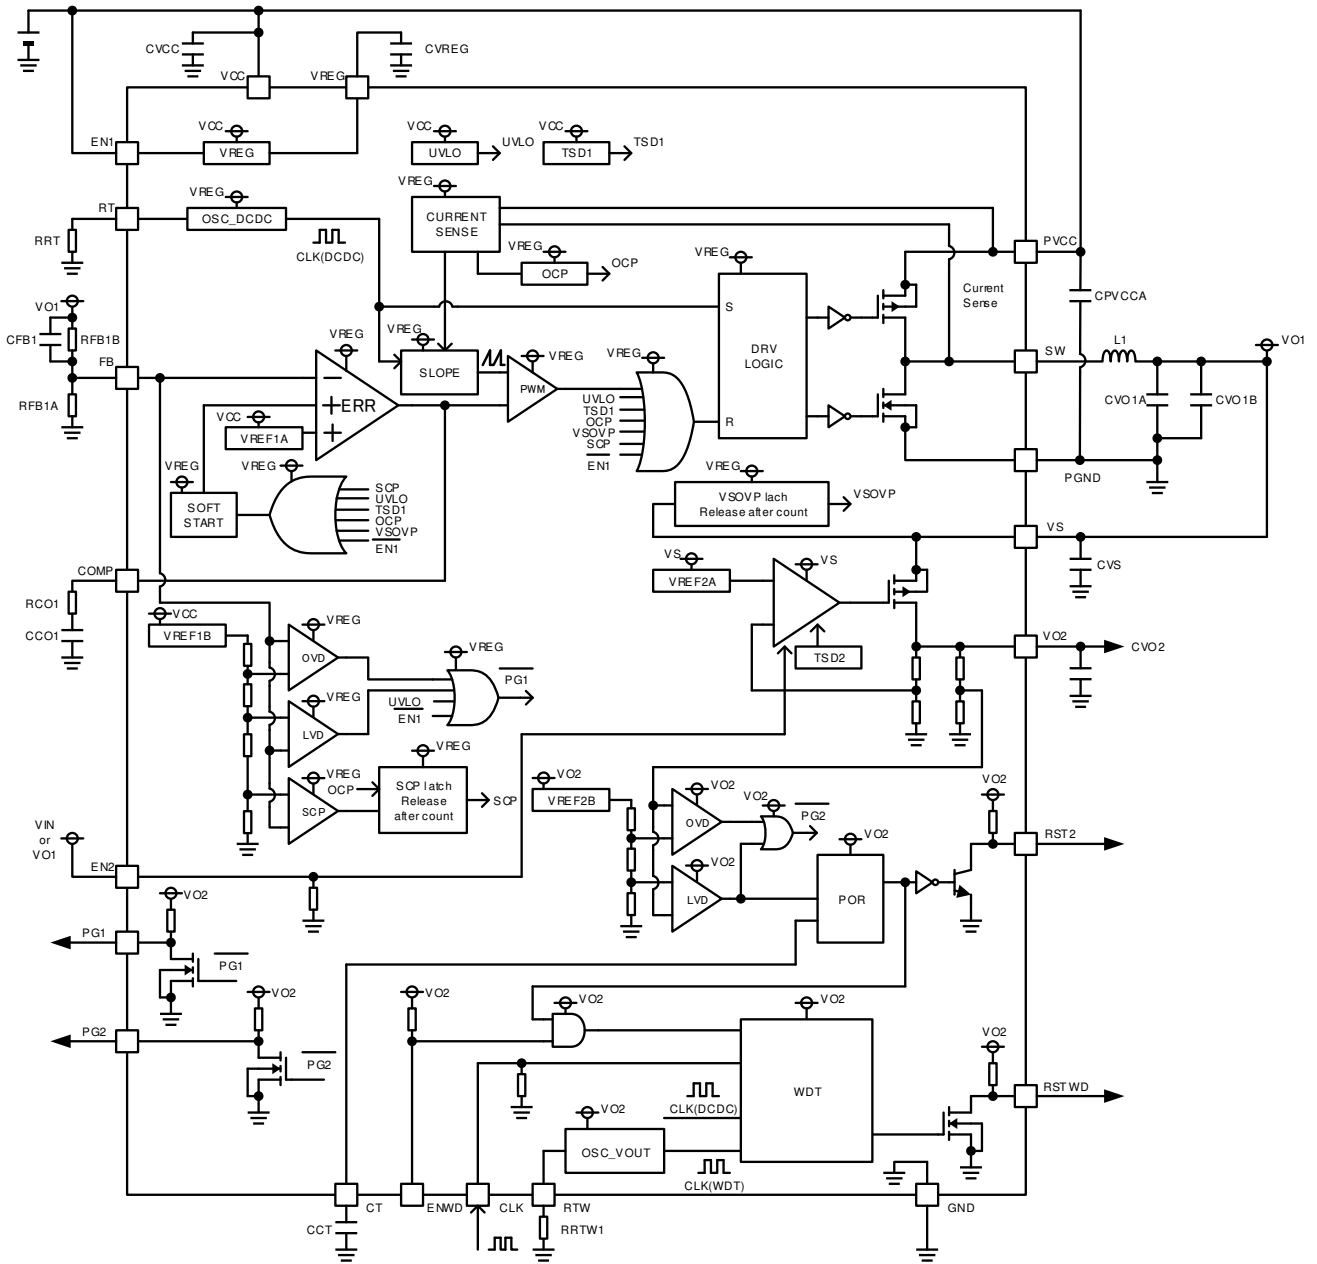 CVCC
CVREG
VCC
VREG
EN1
VCC
VREG
VCC
UVLO
UVLO
VCC
TSD1
TSD1
RT
VREG
OSC_DCDC
CLK(DCDC)
RRT
VREG
CURRENT
SENSE
VREG
OCP
OCP
VREG
S
DRV
LOGIC
R
PVCC
Current
Sense
CPVCCA
VO1
CFB1
RFB1B
FB
RFB1A
VREG
ERR
VCC
VREF1A
VREG
SLOPE
VREG
PWM
VREG
UVLO
TSD1
OCP
VSOVP
SCP
EN1
SW
L1
VO1
CVO1A
CVO1B
PGND
VREG
SOFT
START
VREG
SCP
UVLO
TSD1
OCP
VSOVP
EN1
VREG
VSOVP lach
Release after count
VSOVP
VS
CVS
COMP
RCO1
CCO1
VS
VREF2A
VS
TSD2
VO2
CVO2
VCC
VREF1B
VREG
OVD
VREG
LVD
VREG
SCP
VREG
UVLO
EN1
PG1
OCP
VREG
SCP latch
Release
after count
SCP
VIN
or
VO1
EN2
VO2
VREF2B
VO2
OVD
VO2
LVD
VO2
PG2
VO2
POR
VO2
RST2
VO2
PG1
PG1
VO2
PG2
PG2
VO2
VO2
VO2
WDT
CLK(DCDC)
VO2
OSC_VOUT
CLK(WDT)
VO2
RSTWD
CT
CCT
ENWD
CLK
RTW
RRTW1
GND